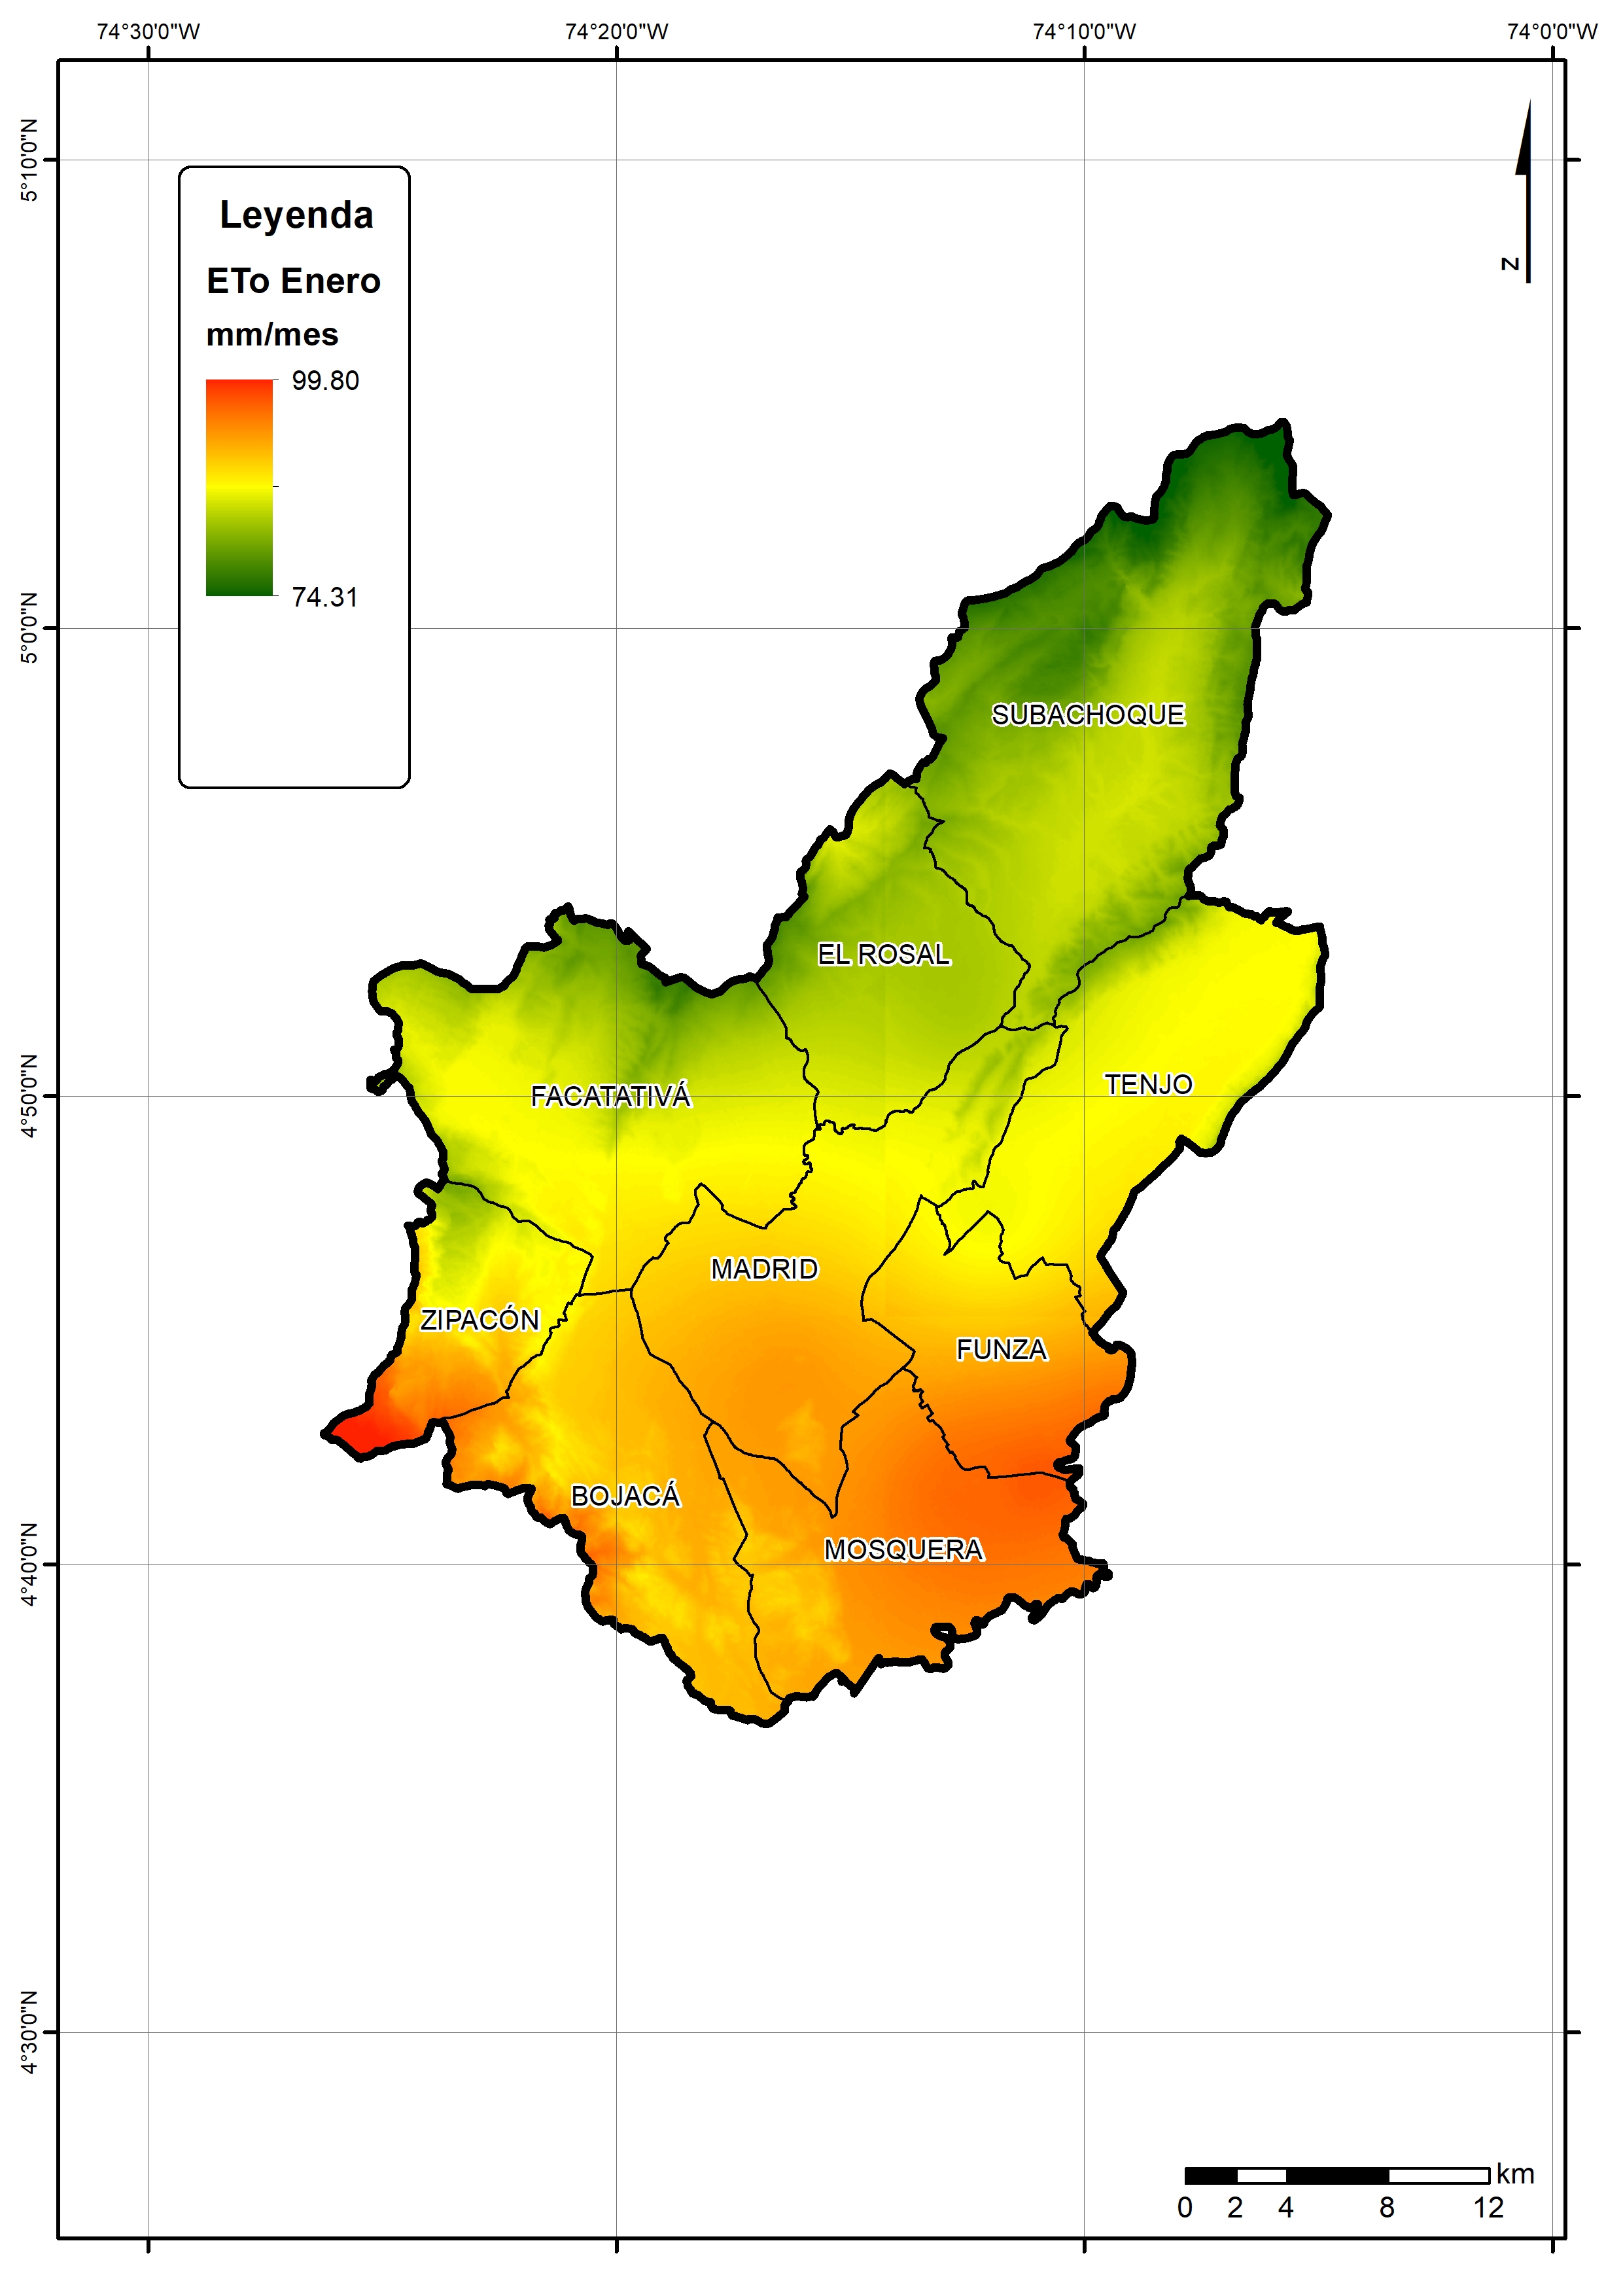 74°30'0"W
74°20'0"W
74°10'0"W
74°0'0"W
5°10'0"N
5°0'0"N
4°50'0"N
4°40'0"N
4°30'0"N
Leyenda
ETo Enero
mm/mes
99.80
74.31
N
SUBACHOQUE
EL ROSAL
TENJO
FACATATIVÁ
MADRID
ZIPACÓN
FUNZA
BOJACÁ
MOSQUERA
km
0 2 4 8 12